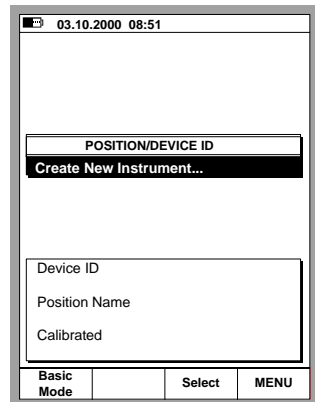 03.10.2000 08:51
POSITION/DEVICE ID
Create New Instrument...
Device ID
Position Name
Calibrated
Basic Mode Select MENU